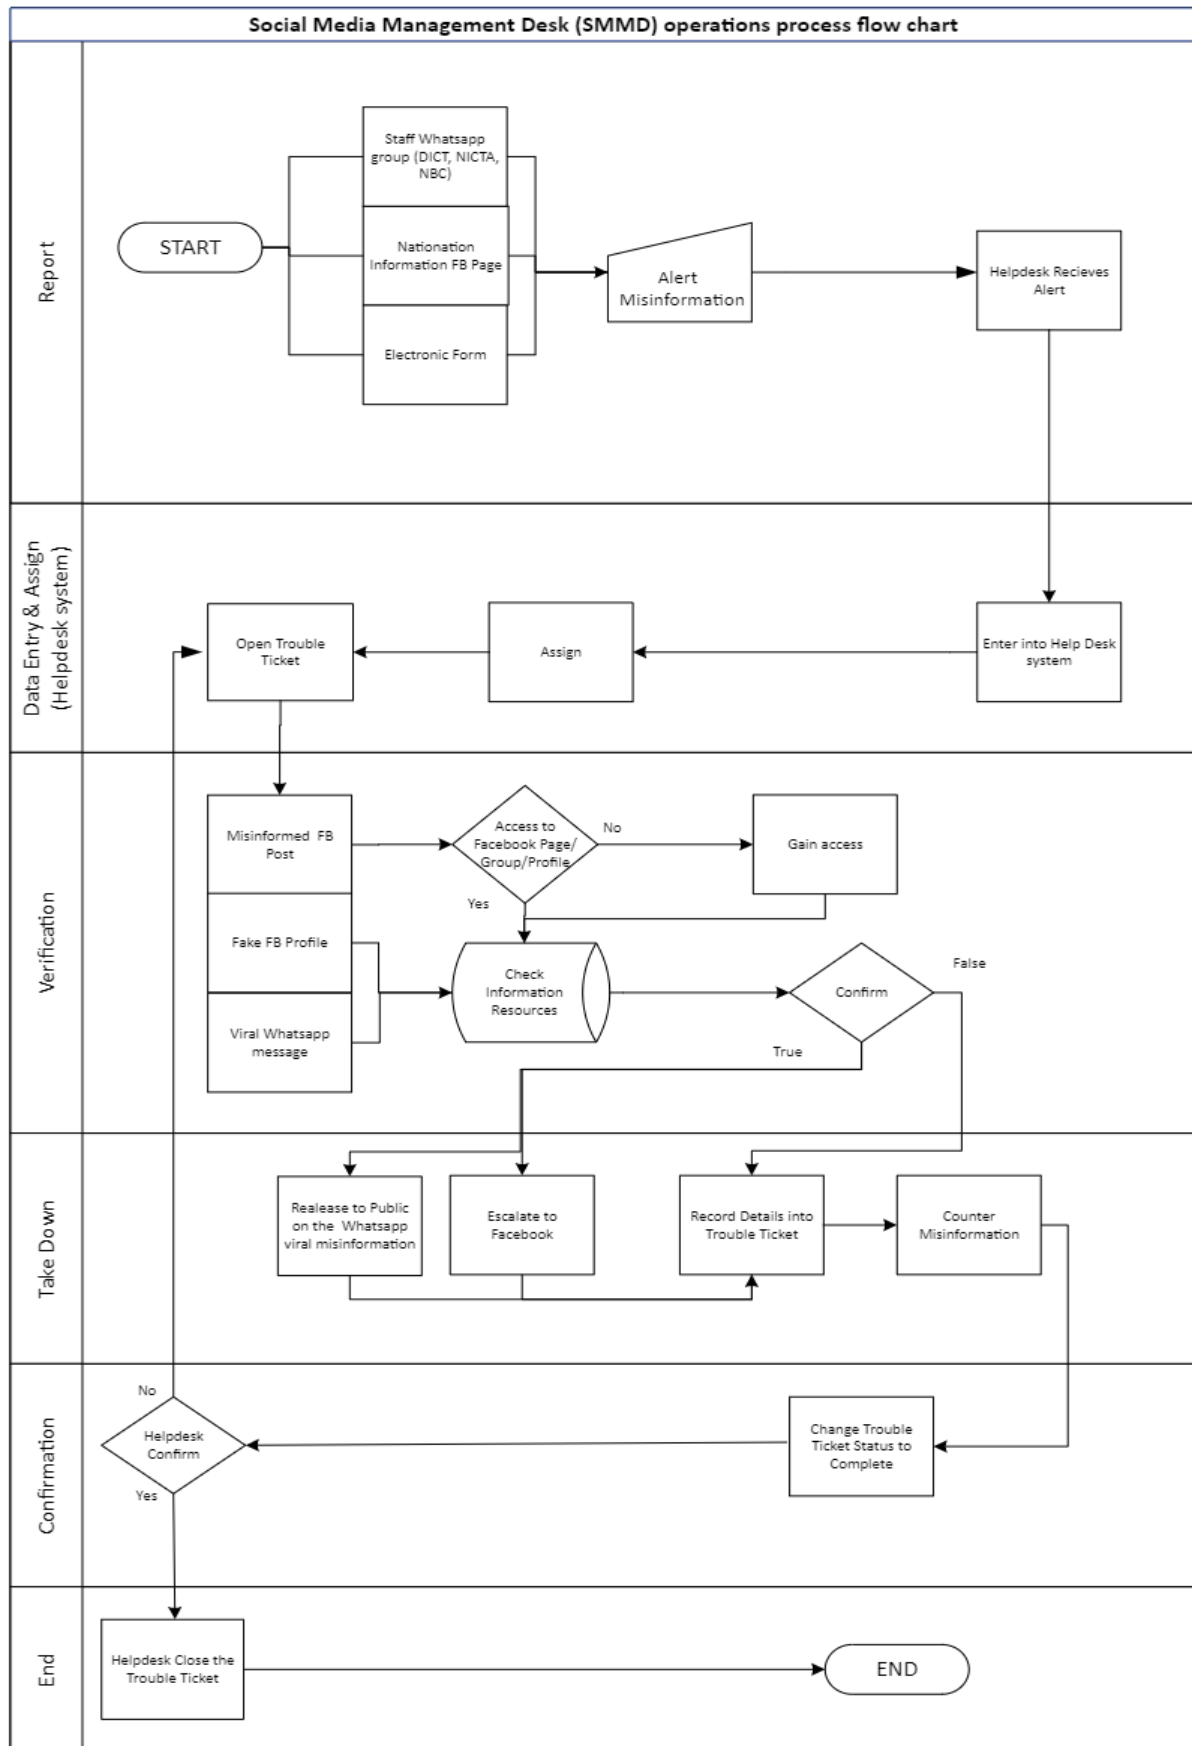 Social Media Management Desk (SMMD) operations process flow chart
Report
START
Staff Whatsapp
group (DICT, NICTA,
NBC)
Nationation
Information FB Page
Electronic Form
Alert
Misinformation
Helpdesk Recieves
Alert
Data Entry & Assign
(Helpdesk system)
Open Trouble
Ticket
Assign
Enter into Help Desk
system
Verification
Misinformed FB
Post
Access to
Facebook Page/
Group/Profile
No
Gain access
Yes
Fake FB Profile
Check
Information
Resources
Confirm
False
Viral Whatsapp
message
True
Take Down
Realease to Public
on the Whatsapp
viral misinformation
Escalate to
Facebook
Record Details into
Trouble Ticket
Counter
Misinformation
Confirmation
No
Helpdesk
Confirm
Yes
Change Trouble
Ticket Status to
Complete
End
Helpdesk Close the
Trouble Ticket
END